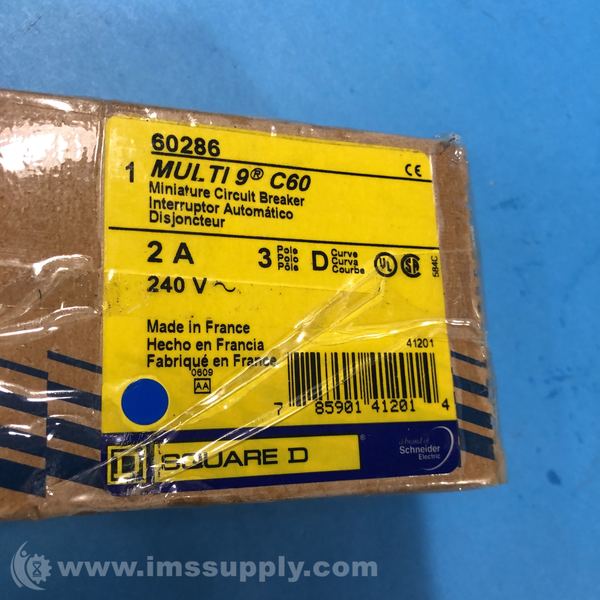 60286
1 MULTI 9® C60
CE
Miniature Circuit Breaker
Interruptor Automático
Disjoncteur
2 A
240 V ~
3 Pole Polo Pôle
D Curve Curva Courbe
UL
SA
584C
Made in France
Hecho en Francia
Fabriqué en France
0609
AA
41201
7 85901 41201 4
D SQUARE D ®
a brand of
Schneider
Electric
www.imssupply.com